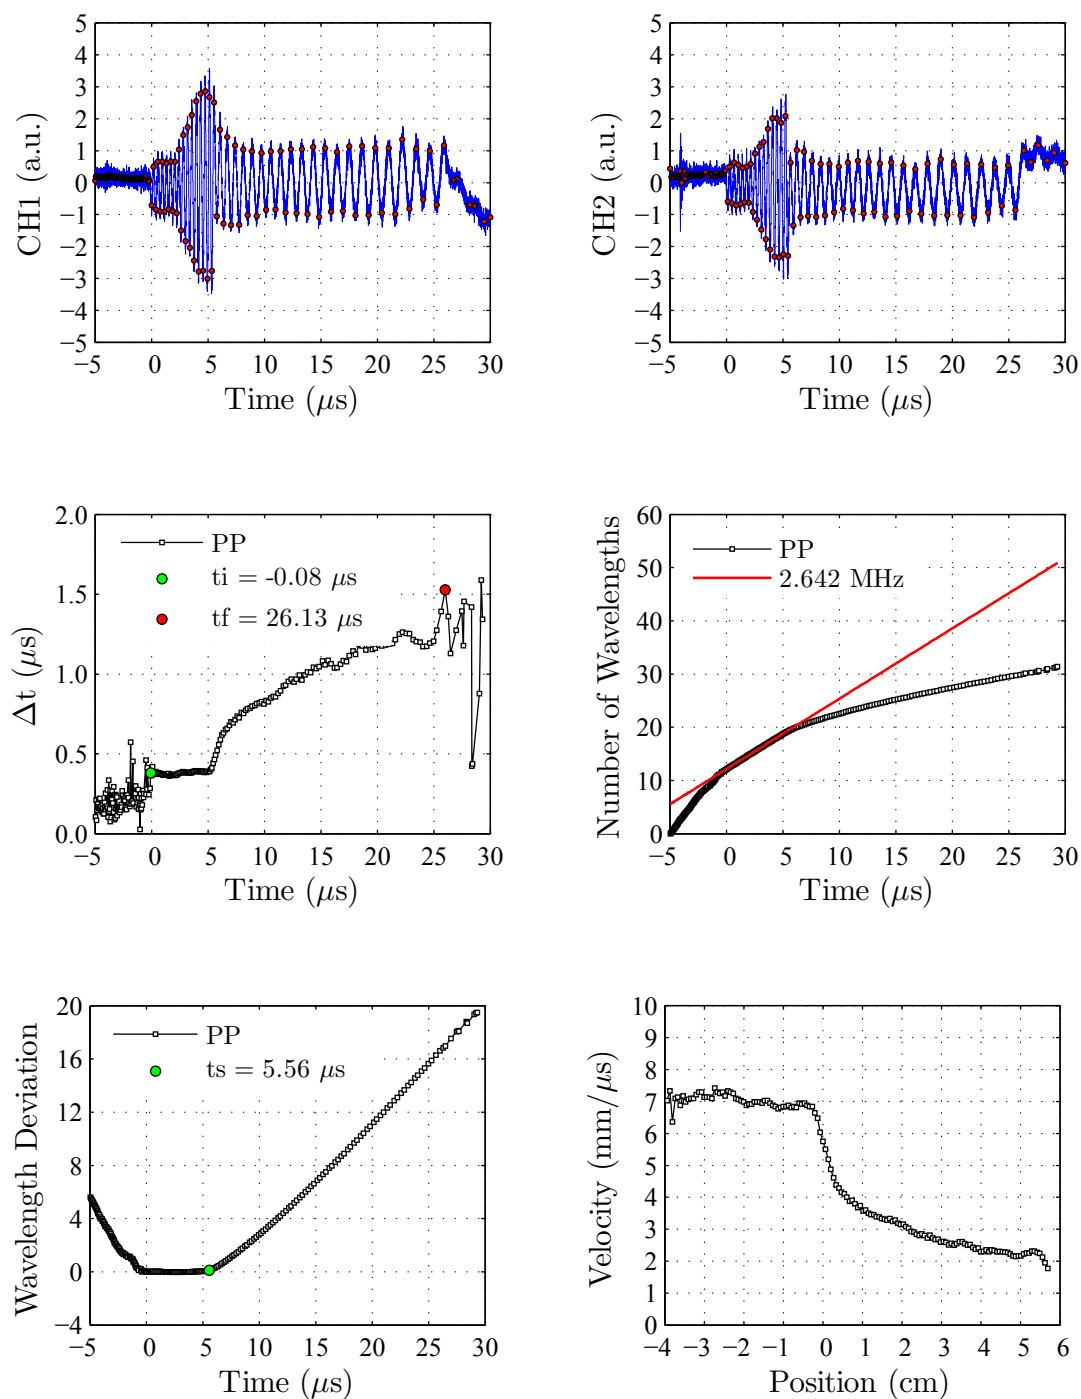 5
4
3
2
1
0
−1
−2
−3
−4
−5
CH1 (a.u.)
−5 0 5 10 15 20 25 30
Time (μs)
5
4
3
2
1
0
−1
−2
−3
−4
−5
CH2 (a.u.)
−5 0 5 10 15 20 25 30
Time (μs)
2.0
1.5
1.0
0.5
0.0
Δt (μs)
PP
ti = -0.08 μs
tf = 26.13 μs
−5 0 5 10 15 20 25 30
Time (μs)
60
50
40
30
20
10
0
Number of Wavelengths
PP
2.642 MHz
−5 0 5 10 15 20 25 30
Time (μs)
20
16
12
8
4
0
−4
Wavelength Deviation
PP
ts = 5.56 μs
−5 0 5 10 15 20 25 30
Time (μs)
10
9
8
7
6
5
4
3
2
1
0
Velocity (mm/μs)
−4 −3 −2 −1 0 1 2 3 4 5 6
Position (cm)